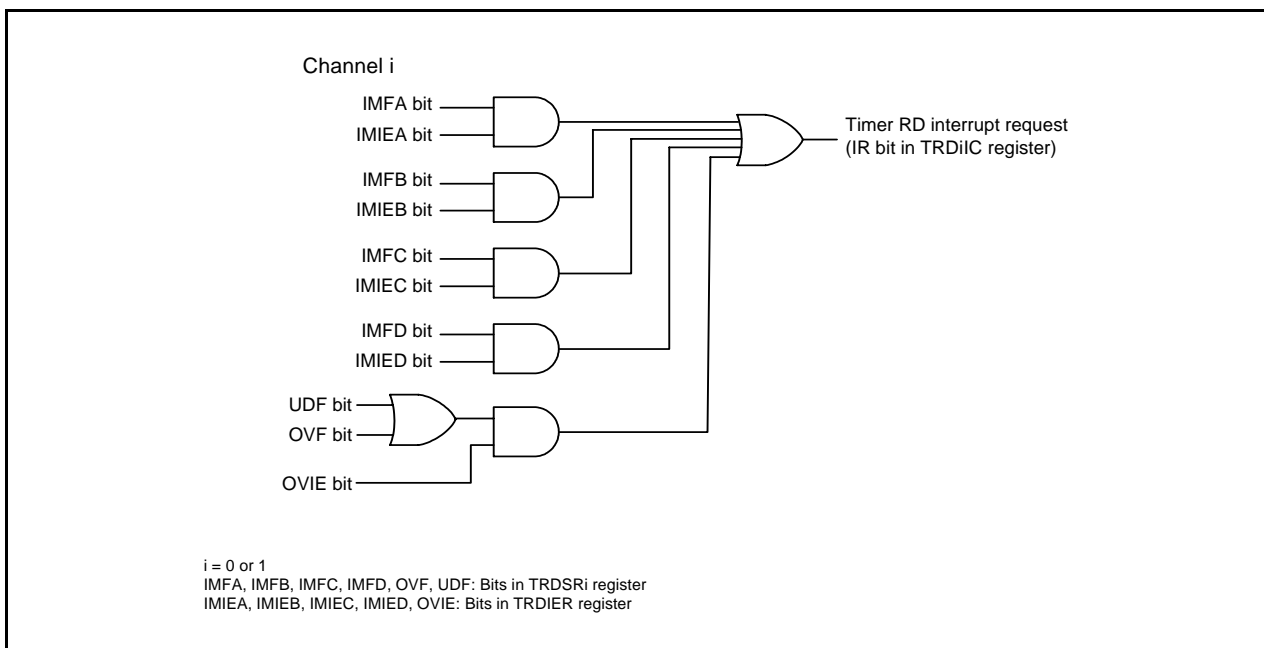 Channel i
IMFA bit
IMIEA bit
IMFB bit
IMIEB bit
IMFC bit
IMIEC bit
IMFD bit
IMIED bit
UDF bit
OVF bit
OVIE bit
Timer RD interrupt request
(IR bit in TRDiIC register)
i = 0 or 1
IMFA, IMFB, IMFC, IMFD, OVF, UDF: Bits in TRDSRi register
IMIEA, IMIEB, IMIEC, IMIED, OVIE: Bits in TRDIER register